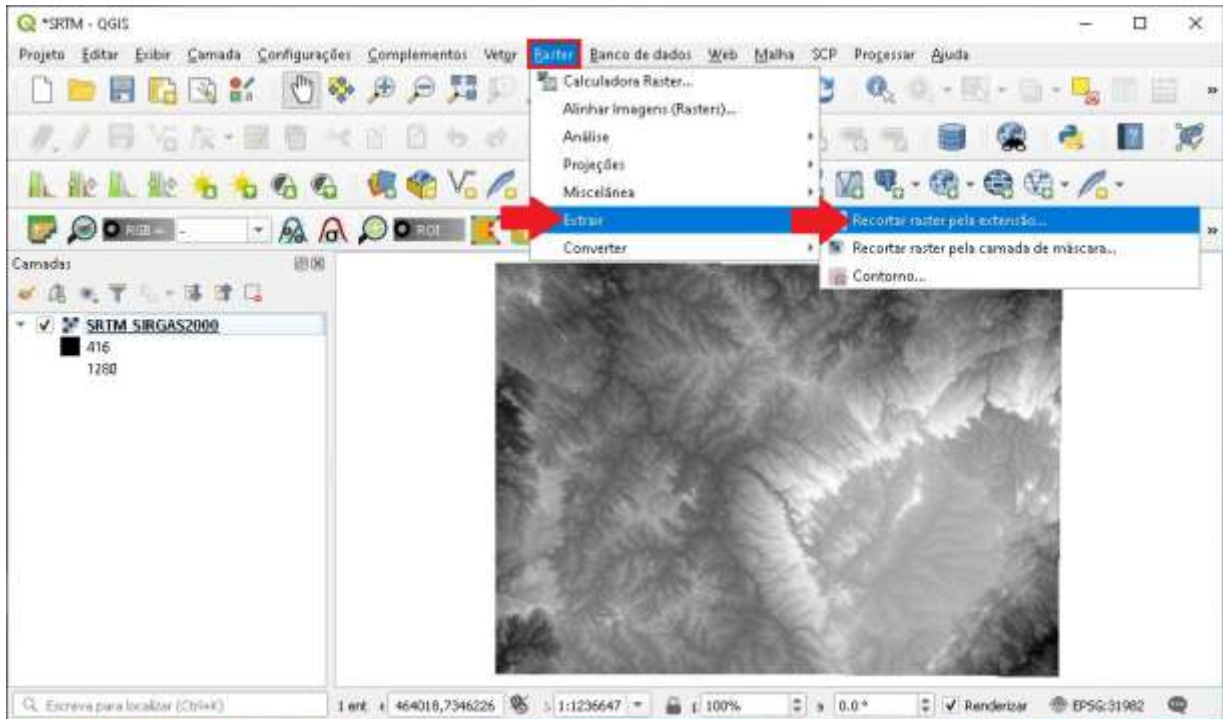 *SRTM - QGIS
Projeto Editar Exibir Camada Configurações Complementos Vetor Raster Banco de dados Web Malha SCP Processar Ajuda
Calculadora Raster...
Alinhar Imagens (Rasters)...
Análise
Projeções
Miscelânea
Extrair
Recortar raster pela extensão...
Converter
Recortar raster pela camada de máscara...
Contorno...
RGB = -
ROI
Camadas
SRTM_SIRGAS2000
416
1280
Escreva para localizar (Ctrl+K)
1 ent 464018,7346226 1:1236647 100% 0.0 ° Renderizar EPSG:31982